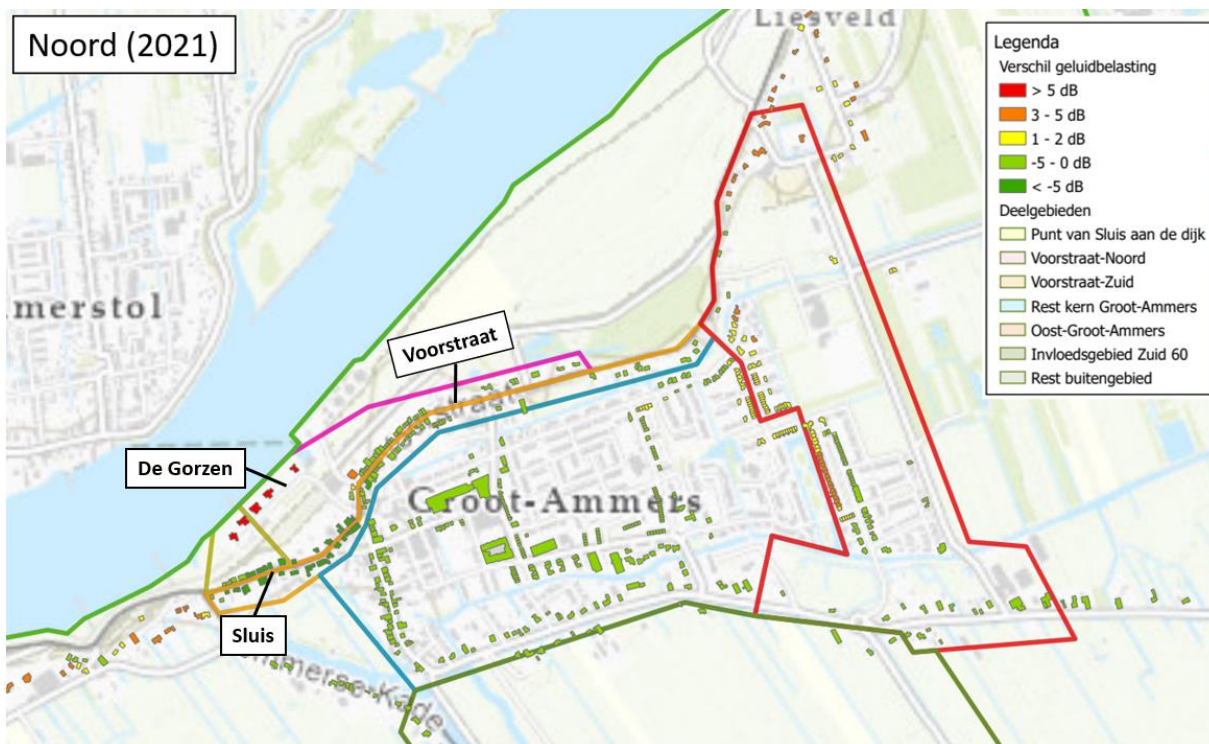 Noord (2021)
LIESVELD
Legenda
Verschil geluidbelasting
> 5 dB
3 - 5 dB
1 - 2 dB
-5 - 0 dB
< -5 dB
Deelgebieden
Punt van Sluis aan de dijk
Voorstraat-Noord
Voorstraat-Zuid
Rest kern Groot-Ammers
Oost-Groot-Ammers
Invloedsgebied Zuid 60
Rest buitengebied
merstol
Voorstraat
De Gorzen
Groot-Ammers
Sluis
mmerse-Kade